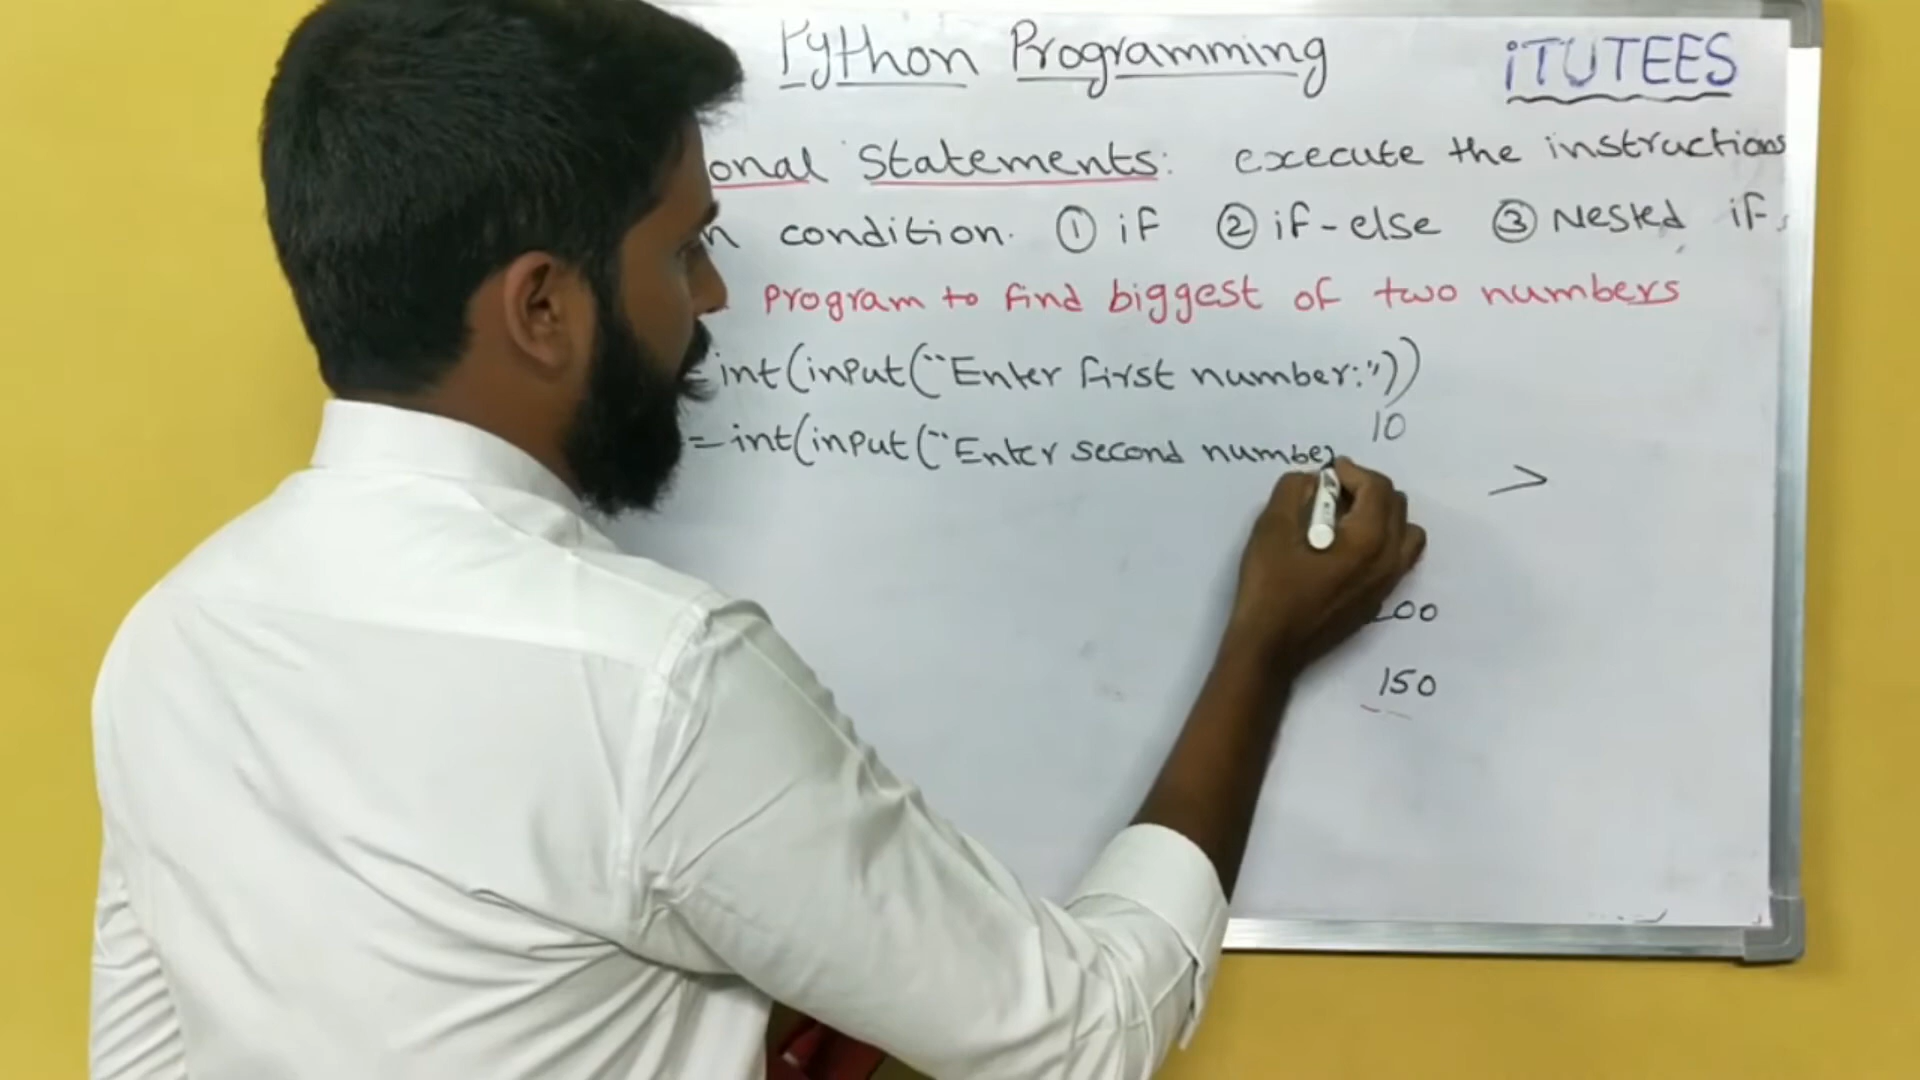 Python Programming
iTUTEES
onal Statements: execute the instructions
n condition. ① if ② if-else ③ Nested if,
program to find biggest of two numbers
=int(input("Enter first number:"))
10
=int(input("Enter second number
>
00
150